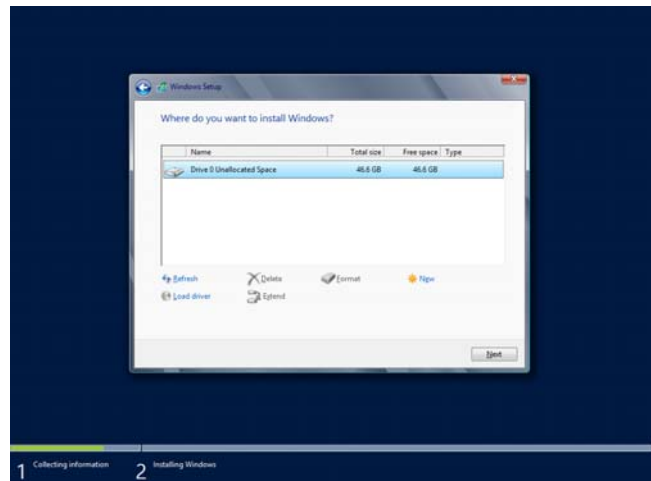 Windows Setup
Where do you want to install Windows?
Name Total size Free space Type
Drive 0 Unallocated Space 46.6 GB 46.6 GB
Refresh Delete Format New
Load driver Extend
Next
1 Collecting information 2 Installing Windows